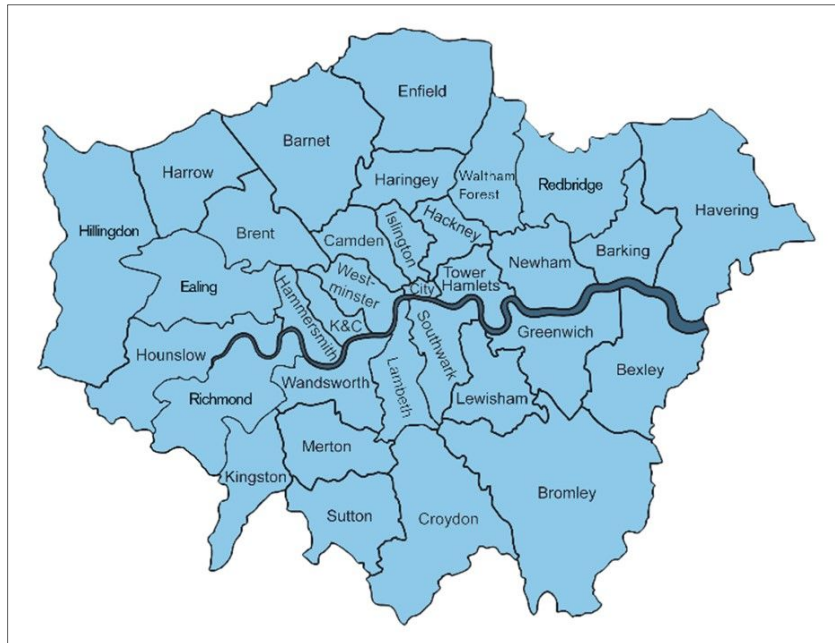 Enfield
Barnet
Harrow
Haringey
Waltham
Forest
Redbridge
Havering
Hillingdon
Brent
Camden
Islington
Hackney
Barking
Ealing
West-
minster
City
Tower
Hamlets
Newham
Hammersmith
K&C
Southwark
Greenwich
Hounslow
Bexley
Richmond
Wandsworth
Lambeth
Lewisham
Merton
Kingston
Sutton
Croydon
Bromley